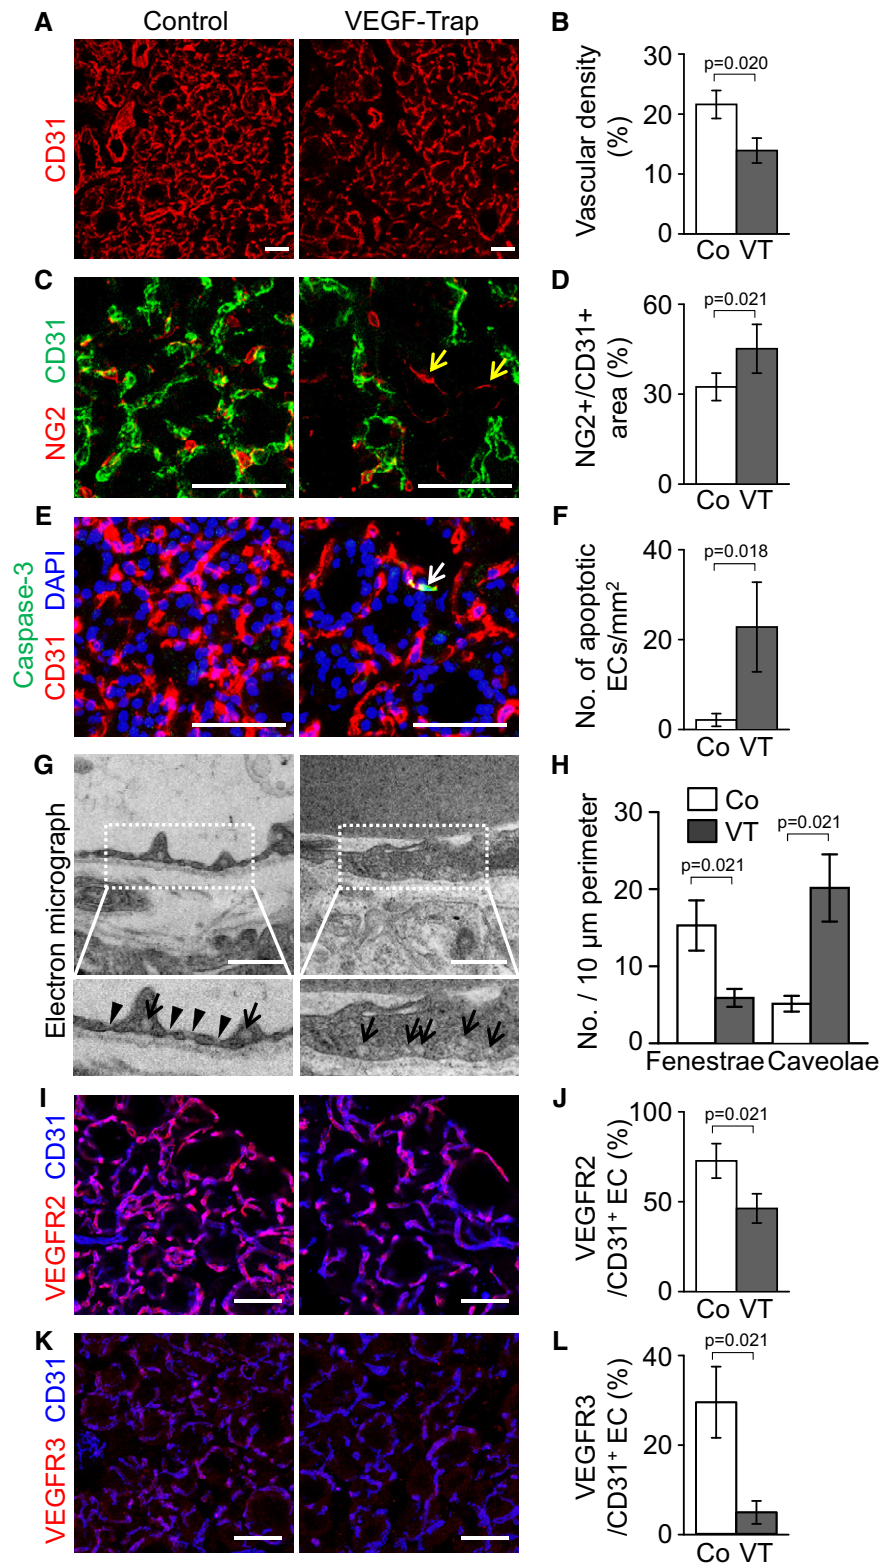 A
Control
VEGF-Trap
CD31
B
Vascular density
(%)
30
20
10
0
p=0.020
Co VT
C
NG2 CD31
D
NG2+/CD31+
area (%)
60
30
0
p=0.021
Co VT
E
Caspase-3
CD31 DAPI
F
No. of apoptotic
ECs/mm²
40
20
0
p=0.018
Co VT
G
Electron micrograph
H
No. / 10 µm perimeter
30
20
10
0
Co
VT
p=0.021
p=0.021
Fenestrae Caveolae
I
VEGFR2 CD31
J
VEGFR2
/CD31⁺ EC (%)
100
50
0
p=0.021
Co VT
K
VEGFR3 CD31
L
VEGFR3
/CD31⁺ EC (%)
40
20
0
p=0.021
Co VT